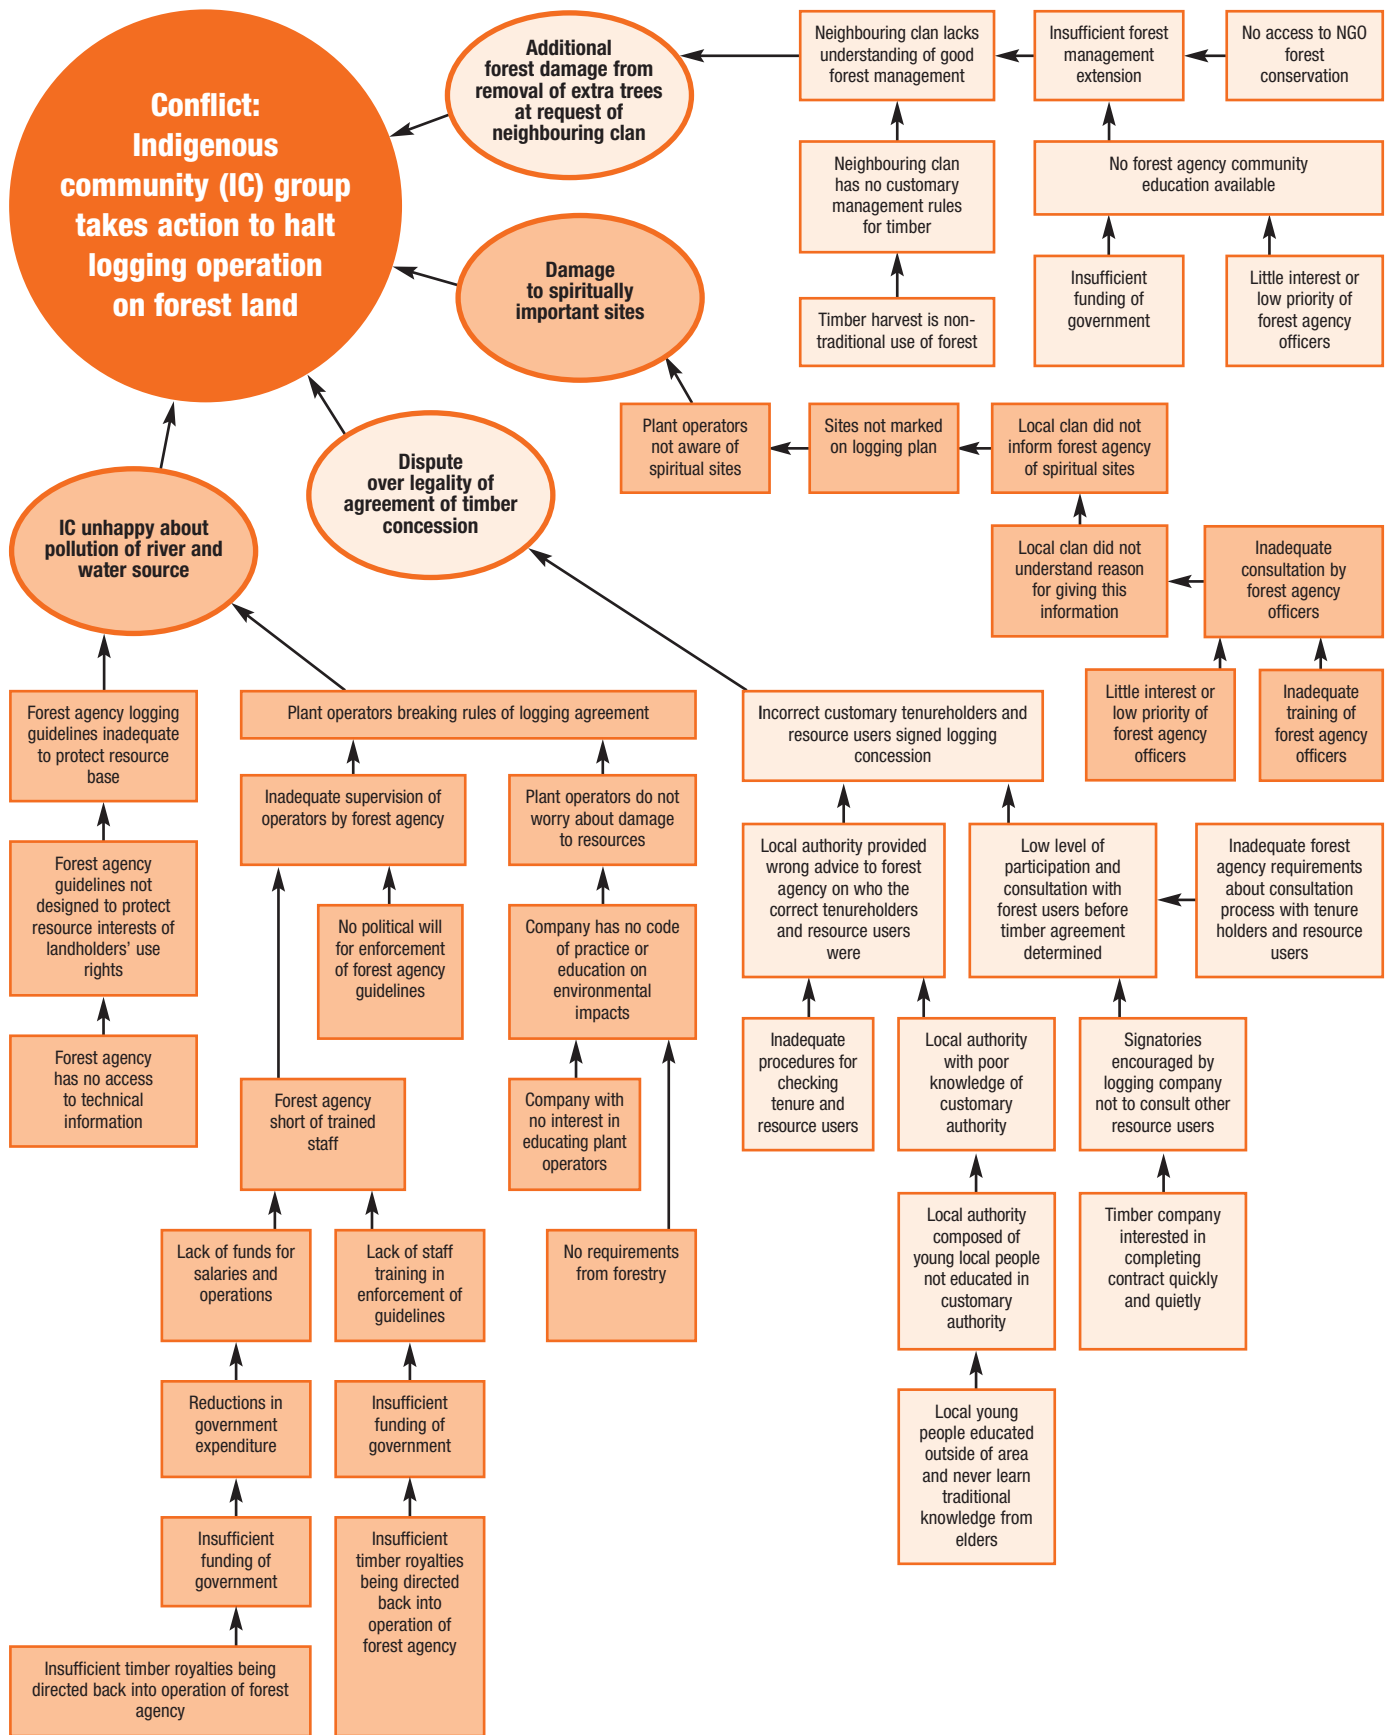 Conflict:
Indigenous
community (IC) group
takes action to halt
logging operation
on forest land
Additional
forest damage from
removal of extra trees
at request of
neighbouring clan
Neighbouring clan lacks
understanding of good
forest management
Insufficient forest
management
extension
No access to NGO
forest
conservation
Neighbouring clan
has no customary
management rules
for timber
No forest agency community
education available
Timber harvest is non-
traditional use of forest
Insufficient
funding of
government
Little interest or
low priority of
forest agency
officers
Damage
to spiritually
important sites
Plant operators
not aware of
spiritual sites
Sites not marked
on logging plan
Local clan did not
inform forest agency
of spiritual sites
Local clan did not
understand reason
for giving this
information
Inadequate
consultation by
forest agency
officers
Little interest or
low priority of
forest agency
officers
Inadequate
training of
forest agency
officers
Dispute
over legality of
agreement of timber
concession
IC unhappy about
pollution of river and
water source
Forest agency logging
guidelines inadequate
to protect resource
base
Forest agency
guidelines not
designed to protect
resource interests of
landholders’ use
rights
Forest agency
has no access
to technical
information
Plant operators breaking rules of logging agreement
Inadequate supervision of
operators by forest agency
Plant operators do not
worry about damage
to resources
No political will
for enforcement
of forest agency
guidelines
Company has no code
of practice or
education on
environmental
impacts
Forest agency
short of trained
staff
Company with
no interest in
educating plant
operators
No requirements
from forestry
Lack of funds for
salaries and
operations
Lack of staff
training in
enforcement of
guidelines
Reductions in
government
expenditure
Insufficient
funding of
government
Insufficient
funding of
government
Insufficient
timber royalties
being directed
back into
operation of
forest agency
Insufficient timber royalties being
directed back into operation of forest
agency
Incorrect customary tenureholders and
resource users signed logging
concession
Local authority provided
wrong advice to forest
agency on who the
correct tenureholders
and resource users
were
Low level of
participation and
consultation with
forest users before
timber agreement
determined
Inadequate forest
agency requirements
about consultation
process with tenure
holders and resource
users
Inadequate
procedures for
checking
tenure and
resource users
Local authority
with poor
knowledge of
customary
authority
Signatories
encouraged by
logging company
not to consult other
resource users
Local authority
composed of
young local people
not educated in
customary
authority
Timber company
interested in
completing
contract quickly
and quietly
Local young
people educated
outside of area
and never learn
traditional
knowledge from
elders